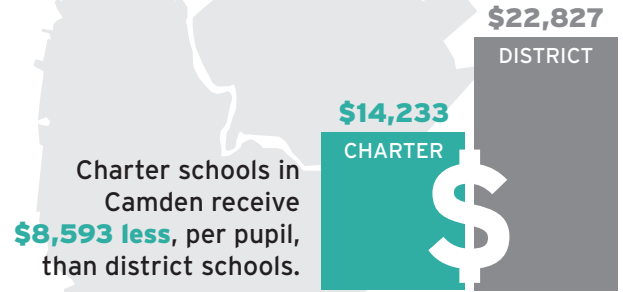 $22,827
DISTRICT
$14,233
CHARTER
Charter schools in
Camden receive
$8,593 less, per pupil,
than district schools.
$